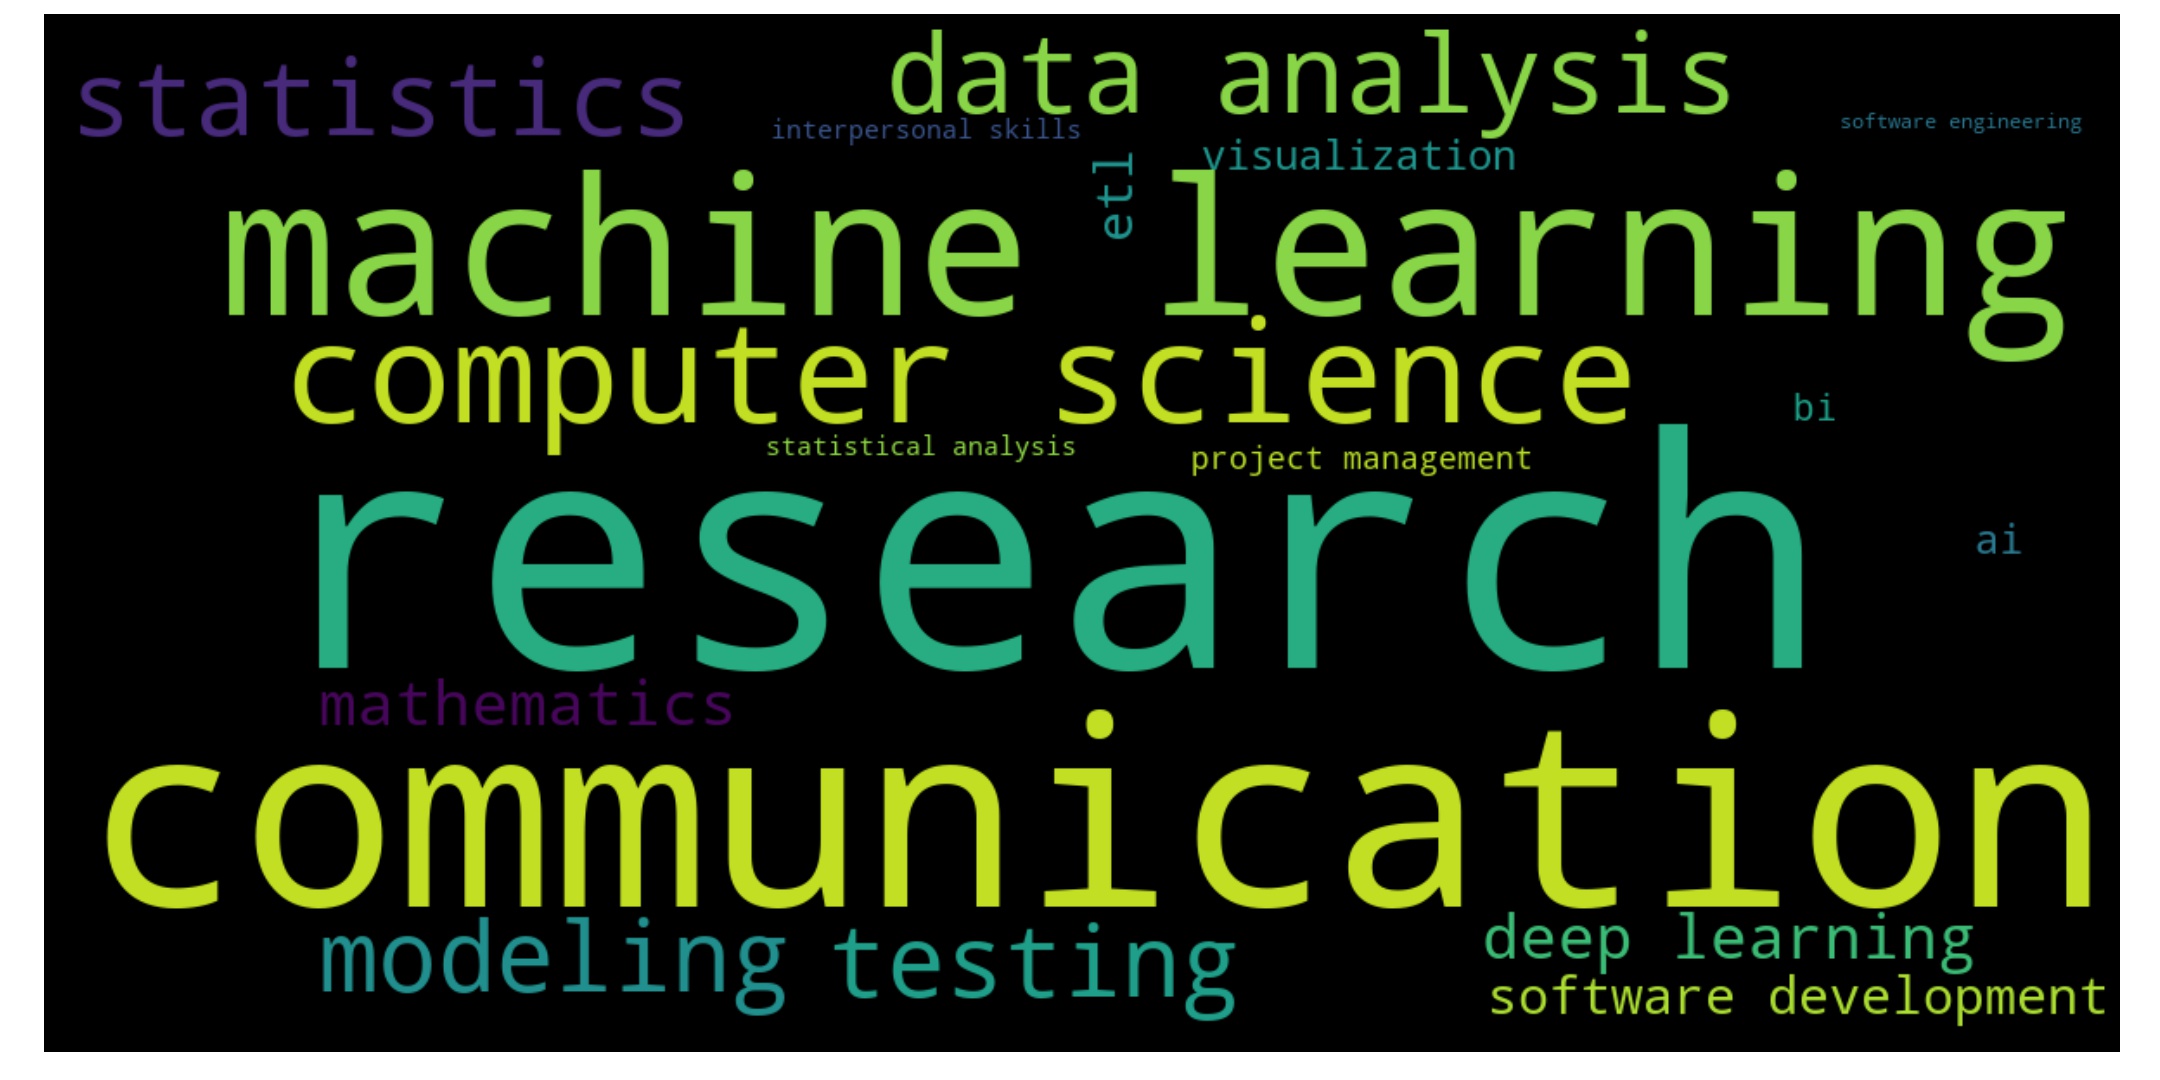 statistics
data analysis
interpersonal skills
software engineering
visualization
etl
machine learning
computer science
bi
statistical analysis
project management
research
ai
mathematics
communication
modeling
testing
deep learning
software development